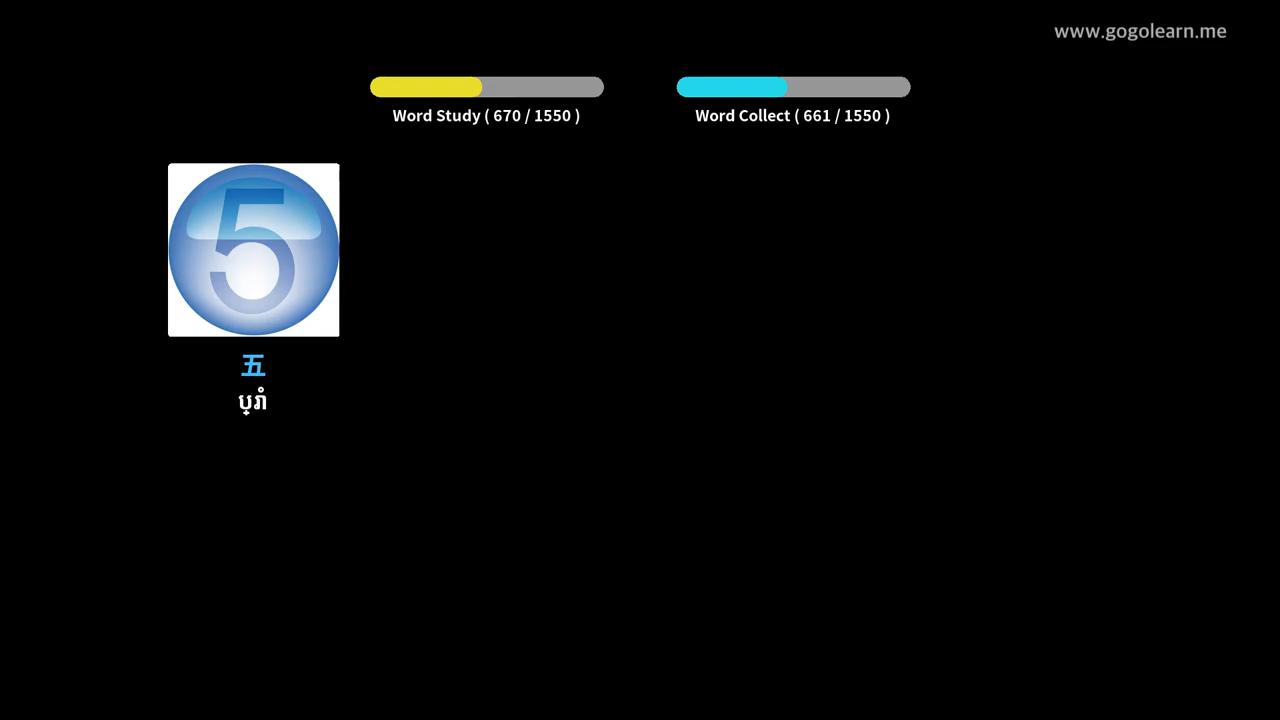 www.gogolearn.me
Word Study ( 670 / 1550 )
Word Collect ( 661 / 1550 )
5
五
ប្រាំ